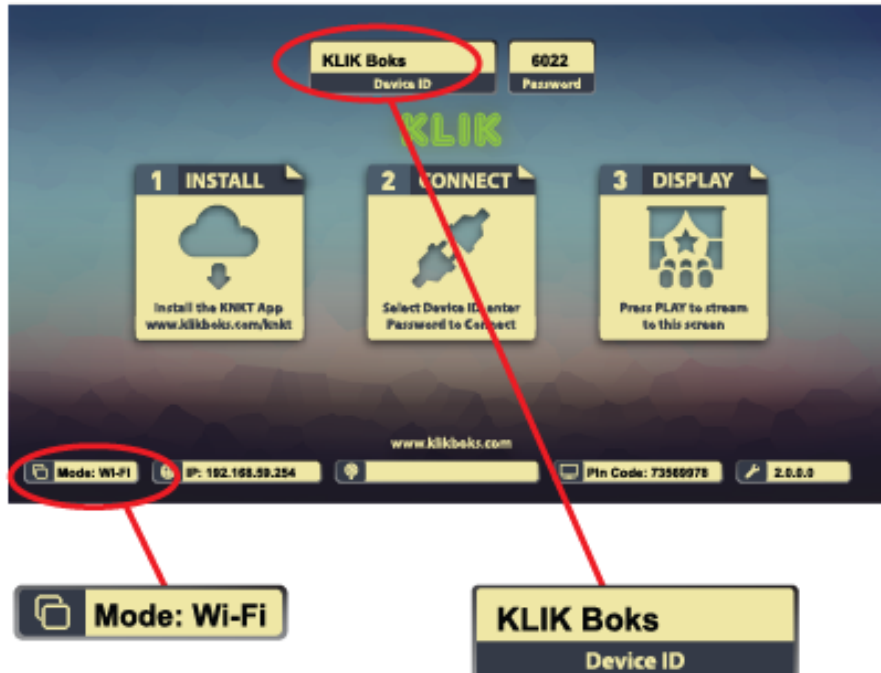 KLIK Boks
Device ID
6022
Password
KLIK
1 INSTALL
Install the KNKT App
www.klikboks.com/knkt
2 CONNECT
Select Device ID, enter
Password to Connect
3 DISPLAY
Press PLAY to stream
to this screen
www.klikboks.com
Mode: Wi-Fi
IP: 192.168.59.254
Pin Code: 73569978
2.0.0.0
Mode: Wi-Fi
KLIK Boks
Device ID